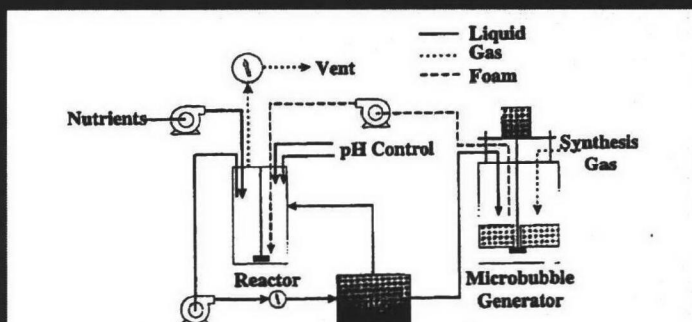 Liquid
Gas
Foam
Vent
Nutrients
pH Control
Synthesis
Gas
Reactor
Microbubble
Generator